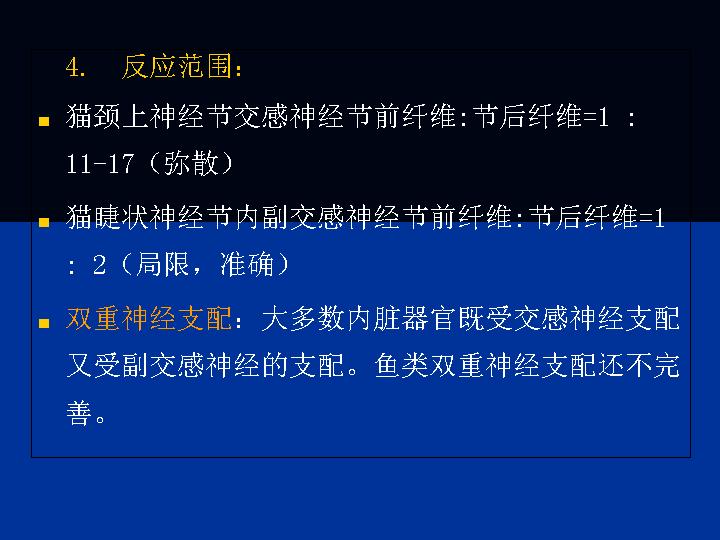 4. 反应范围：
猫颈上神经节交感神经节前纤维:节后纤维=1 :
11-17（弥散）
猫睫状神经节内副交感神经节前纤维:节后纤维=1
: 2（局限，准确）
双重神经支配：大多数内脏器官既受交感神经支配
又受副交感神经的支配。鱼类双重神经支配还不完
善。